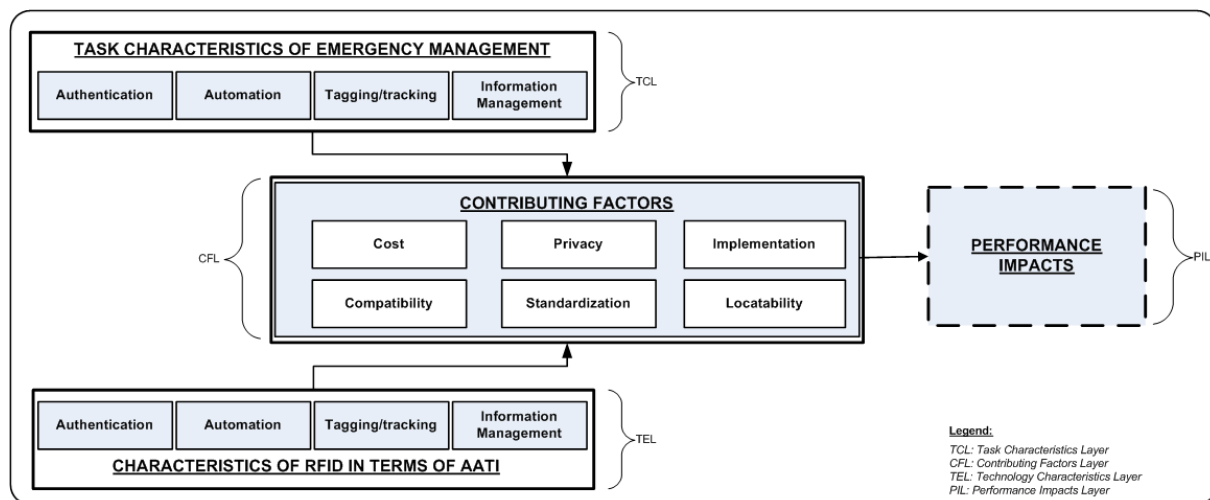 TASK CHARACTERISTICS OF EMERGENCY MANAGEMENT
Authentication
Automation
Tagging/tracking
Information
Management
TCL
CONTRIBUTING FACTORS
Cost
Privacy
Implementation
Compatibility
Standardization
Locatability
CFL
PERFORMANCE
IMPACTS
PIL
Authentication
Automation
Tagging/tracking
Information
Management
CHARACTERISTICS OF RFID IN TERMS OF AATI
TEL
Legend:
TCL: Task Characteristics Layer
CFL: Contributing Factors Layer
TEL: Technology Characteristics Layer
PIL: Performance Impacts Layer